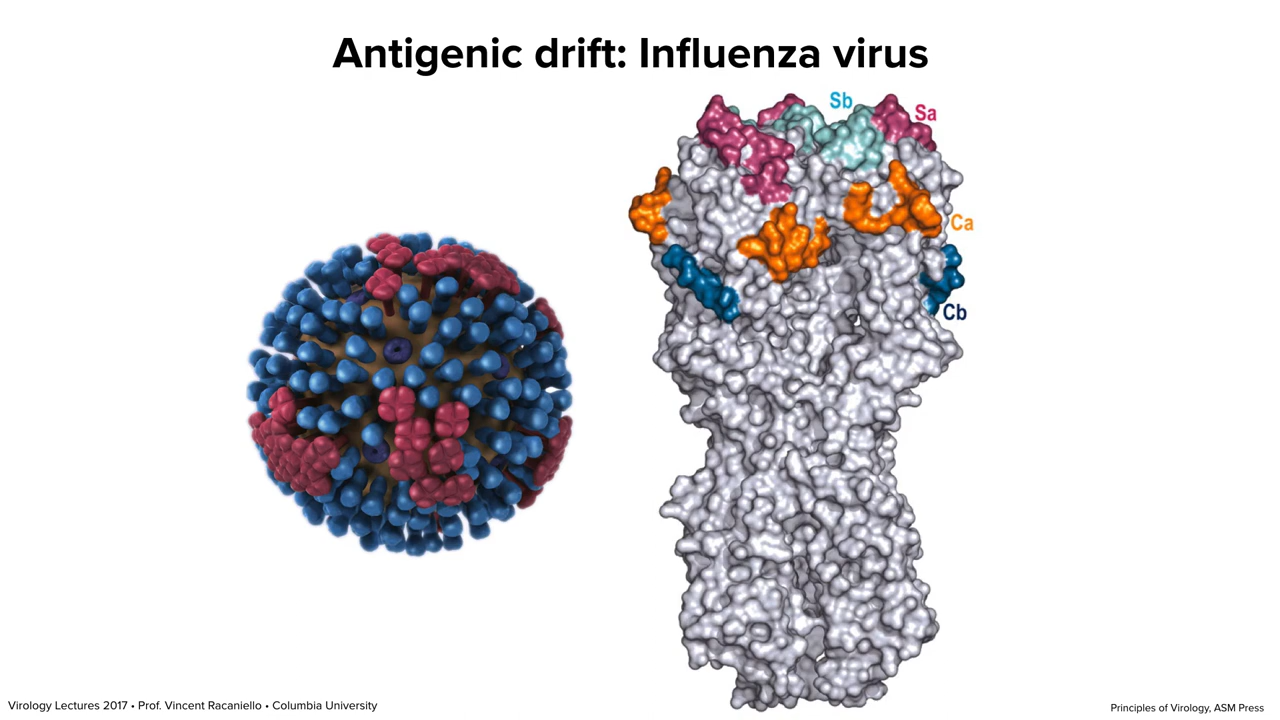 Antigenic drift: Influenza virus
Sb
Sa
Ca
Cb
Virology Lectures 2017 • Prof. Vincent Racaniello • Columbia University
Principles of Virology, ASM Press